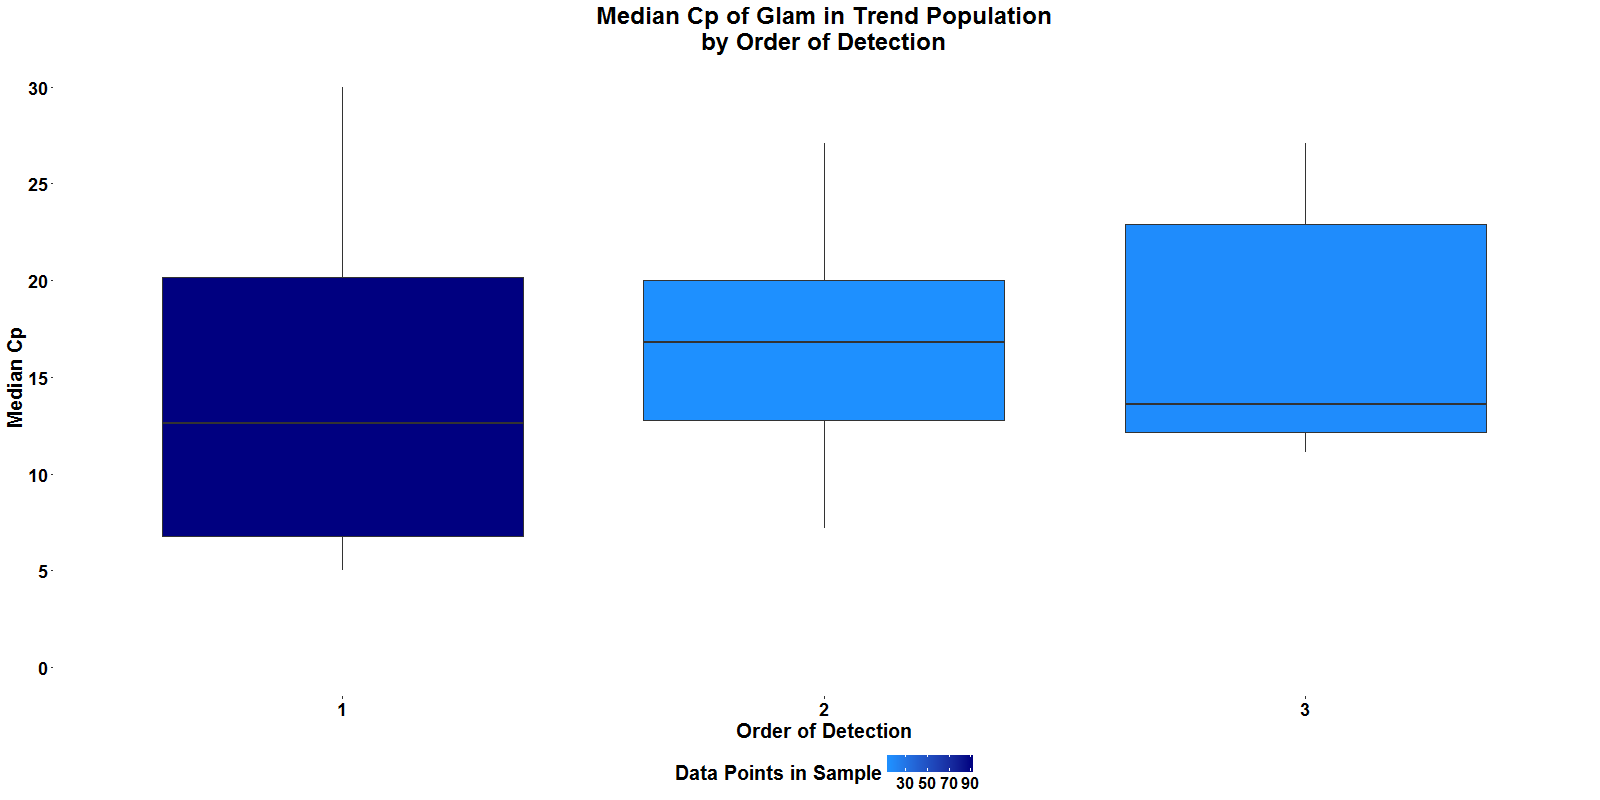 Median Cp of Glam in Trend Population
by Order of Detection
30
25
20
15
10
5
0
Median Cp
1 2 3
Order of Detection
Data Points in Sample
30 50 70 90